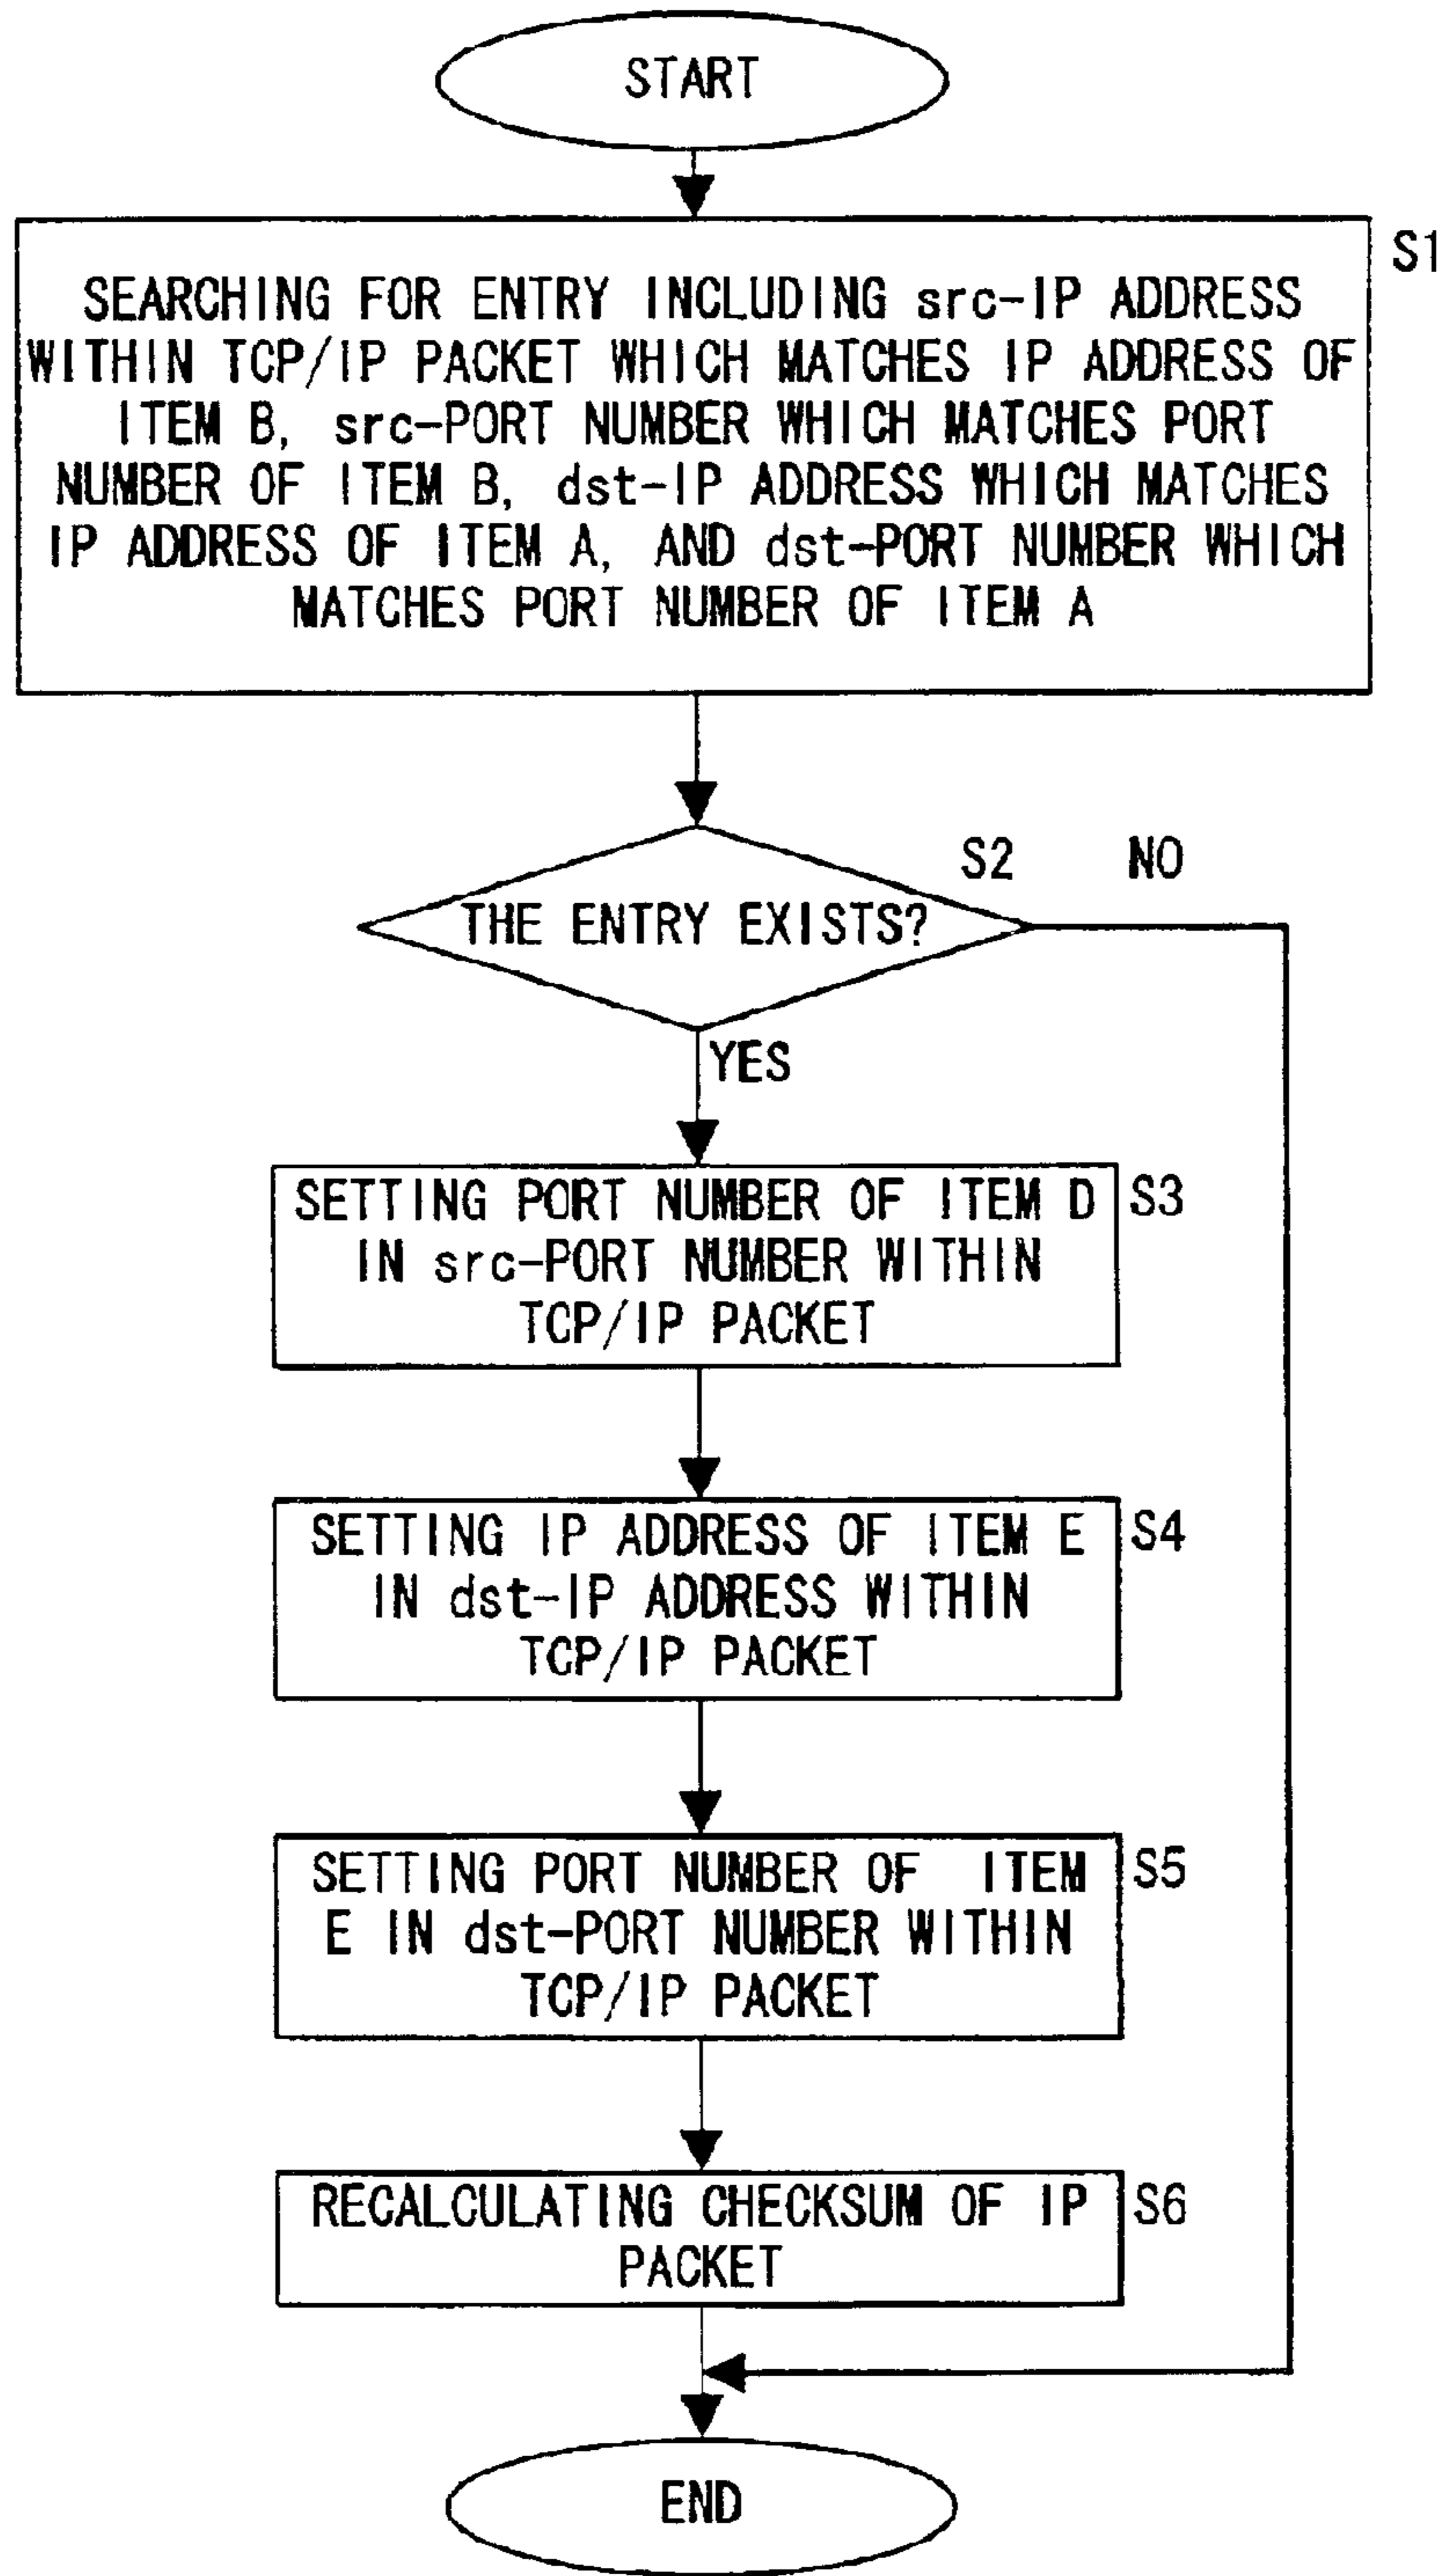 START
S1
SEARCHING FOR ENTRY INCLUDING src-IP ADDRESS
WITHIN TCP/IP PACKET WHICH MATCHES IP ADDRESS OF
ITEM B, src-PORT NUMBER WHICH MATCHES PORT
NUMBER OF ITEM B, dst-IP ADDRESS WHICH MATCHES
IP ADDRESS OF ITEM A, AND dst-PORT NUMBER WHICH
MATCHES PORT NUMBER OF ITEM A
S2 NO
THE ENTRY EXISTS?
YES
SETTING PORT NUMBER OF ITEM D S3
IN src-PORT NUMBER WITHIN
TCP/IP PACKET
SETTING IP ADDRESS OF ITEM E S4
IN dst-IP ADDRESS WITHIN
TCP/IP PACKET
SETTING PORT NUMBER OF ITEM S5
E IN dst-PORT NUMBER WITHIN
TCP/IP PACKET
RECALCULATING CHECKSUM OF IP S6
PACKET
END